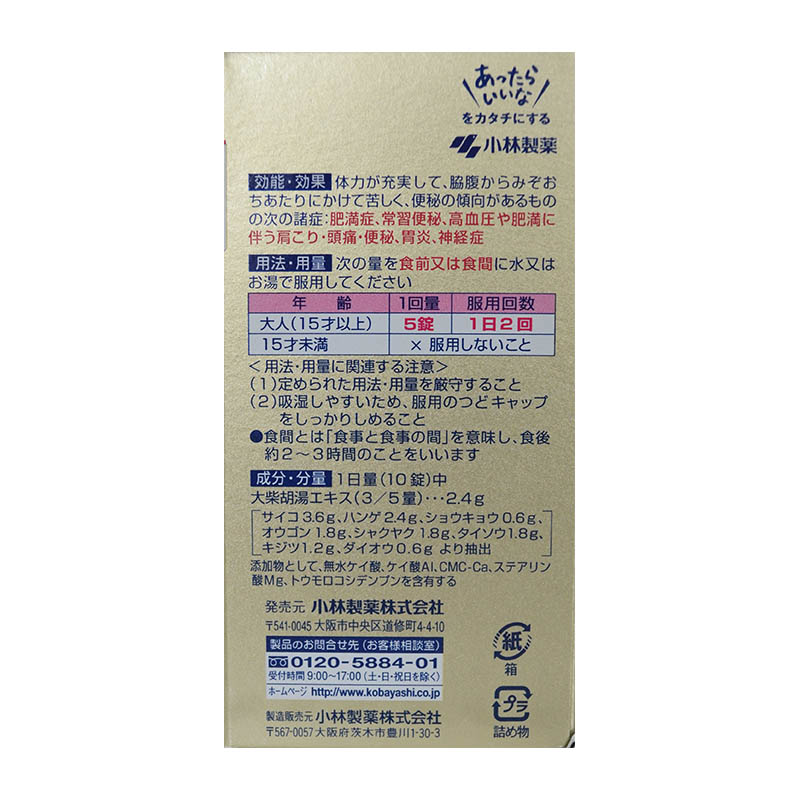 あったら
いいな
をカタチにする
小林製薬
効能・効果 体力が充実して、脇腹からみぞお
ちあたりにかけて苦しく、便秘の傾向があるもの
の次の諸症:肥満症、常習便秘、高血圧や肥満に
伴う肩こり・頭痛・便秘、胃炎、神経症
用法・用量 次の量を食前又は食間に水又は
お湯で服用してください
年齢 1回量 服用回数
大人(15才以上) 5錠 1日2回
15才未満 × 服用しないこと
<用法・用量に関連する注意>
(1)定められた用法・用量を厳守すること
(2)吸湿しやすいため、服用のつどキャップ
をしっかりしめること
●食間とは「食事と食事の間」を意味し、食後
約2〜3時間のことをいいます
成分・分量 1日量(10錠)中
大柴胡湯エキス(3/5量)・・・2.4g
サイコ3.6g、ハンゲ2.4g、ショウキョウ0.6g、
オウゴン1.8g、シャクヤク1.8g、タイソウ1.8g、
キジツ1.2g、ダイオウ0.6gより抽出
添加物として、無水ケイ酸、ケイ酸Al、CMC-Ca、ステアリン
酸Mg、トウモロコシデンプンを含有する
発売元 小林製薬株式会社
〒541-0045 大阪市中央区道修町4-4-10
製品のお問合せ先(お客様相談室)
0120-5884-01
受付時間9:00〜17:00(土・日・祝日を除く)
ホームページ http://www.kobayashi.co.jp
製造販売元 小林製薬株式会社
〒567-0057 大阪府茨木市豊川1-30-3
紙
箱
プラ
詰め物